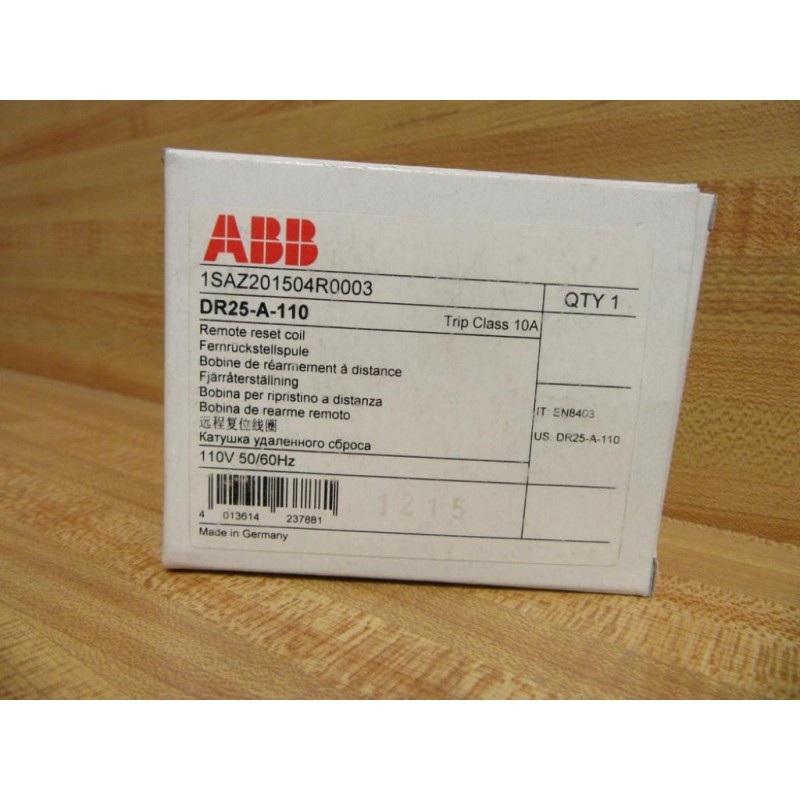 ABB
1SAZ201504R0003
QTY 1
DR25-A-110
Trip Class 10A
Remote reset coil
Fernrückstellspule
Bobine de réarmement à distance
Fjärråterställning
Bobina per ripristino a distanza
Bobina de rearme remoto
远程复位线圈
Катушка удаленного сброса
IT: EN8403
US: DR25-A-110
110V 50/60Hz
4 013614 237881
1215
Made in Germany